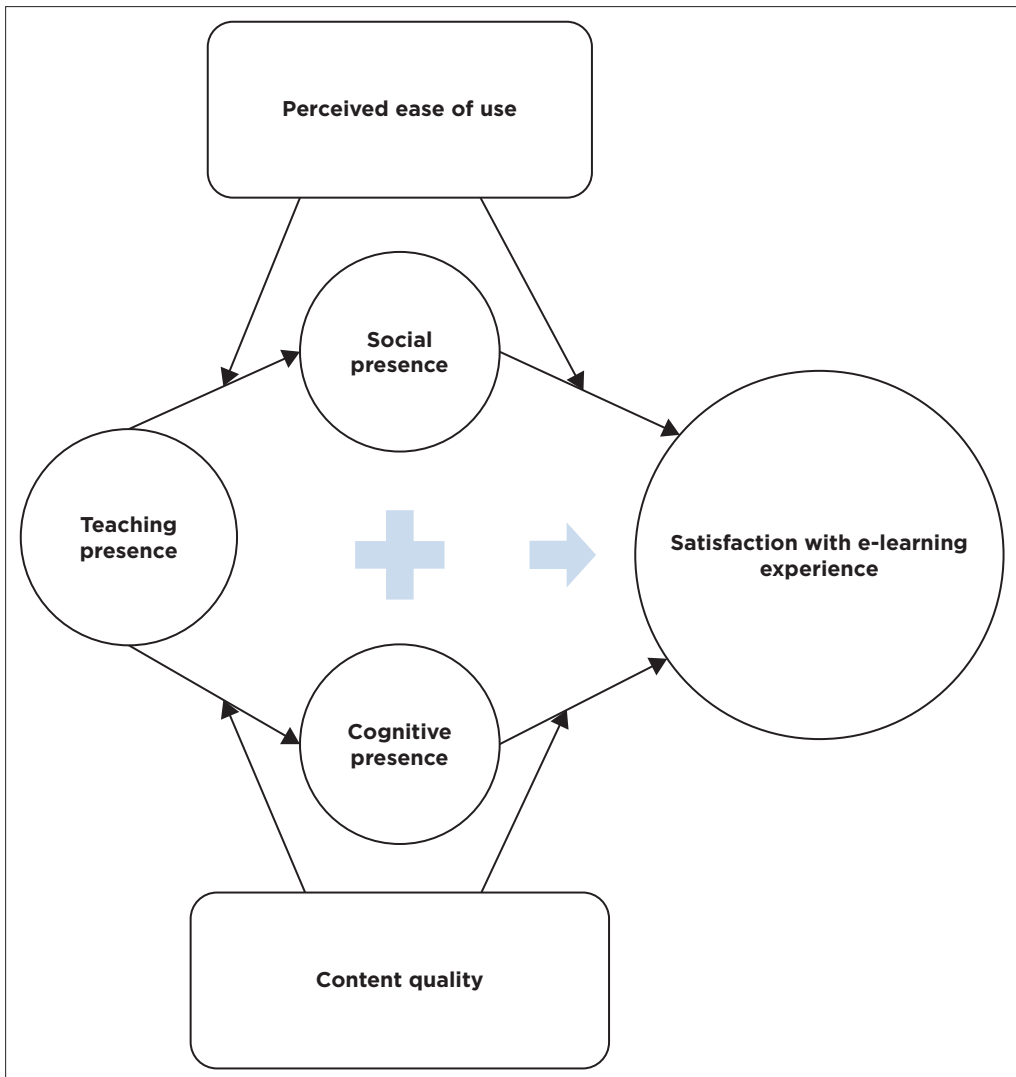 Perceived ease of use
Social
presence
Teaching
presence
Satisfaction with e-learning
experience
Cognitive
presence
Content quality